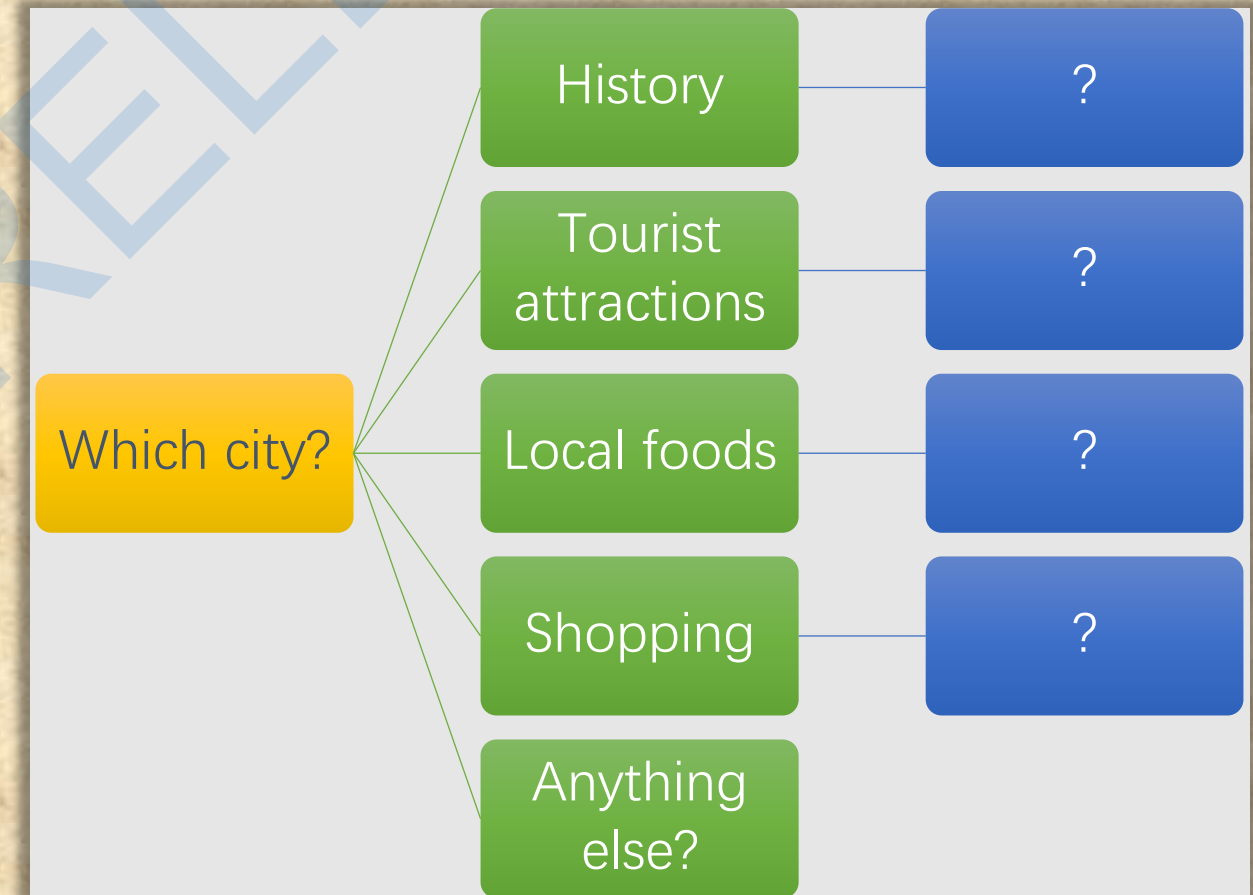 Which city?
History
?
Tourist
attractions
?
Local foods
?
Shopping
?
Anything
else?